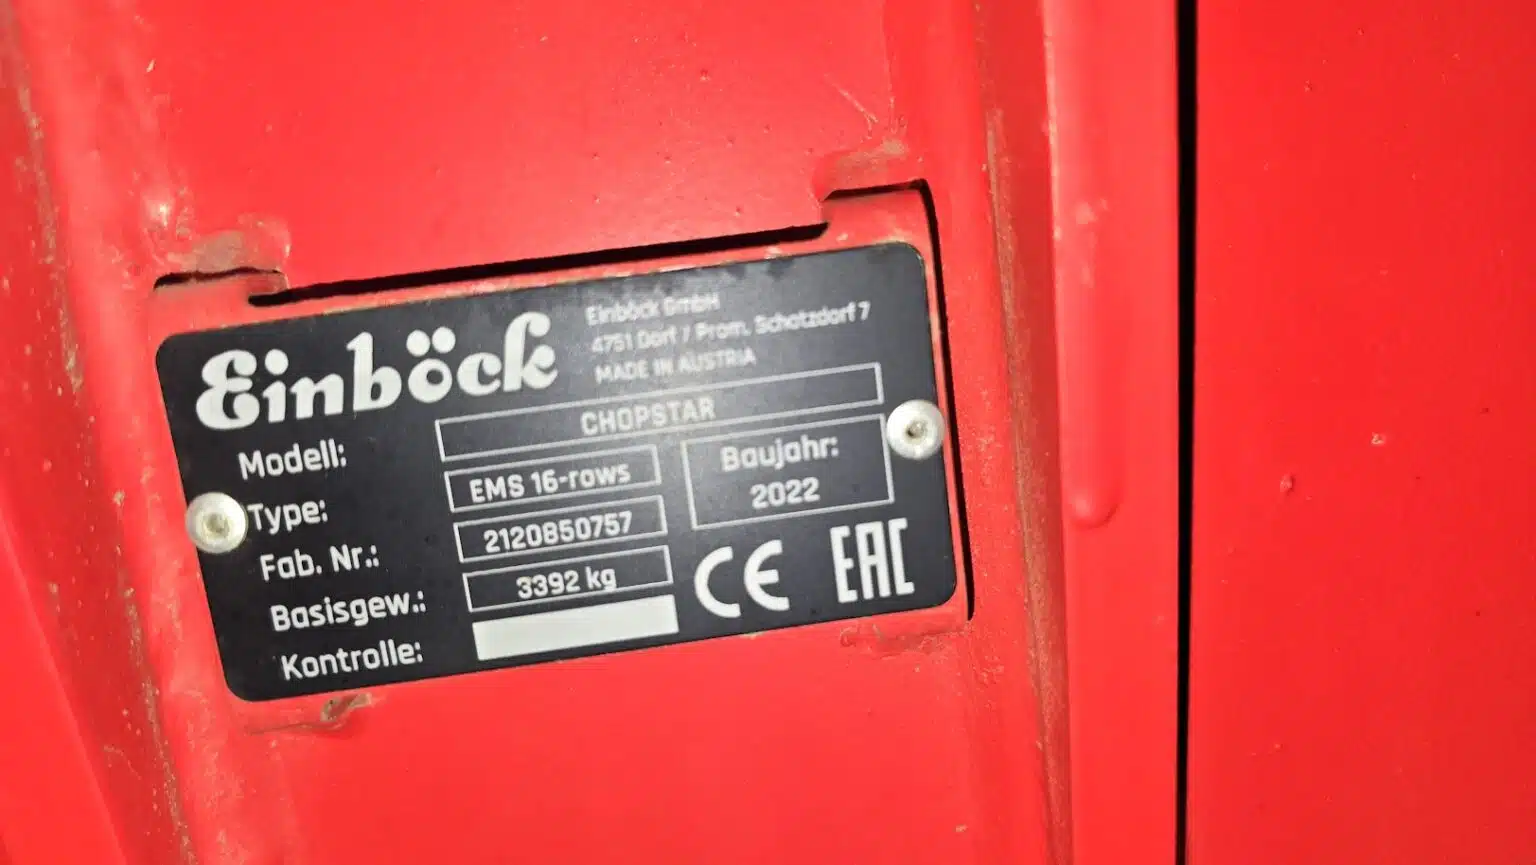 Einböck
Einböck GmbH
4751 Dorf / Pram, Schatzdorf 7
MADE IN AUSTRIA
Modell: CHOPSTAR
Type: EMS 16-rows
Fab. Nr.: 2120850757
Basisgew.: 3392 kg
Kontrolle:
Baujahr:
2022
CE EAC